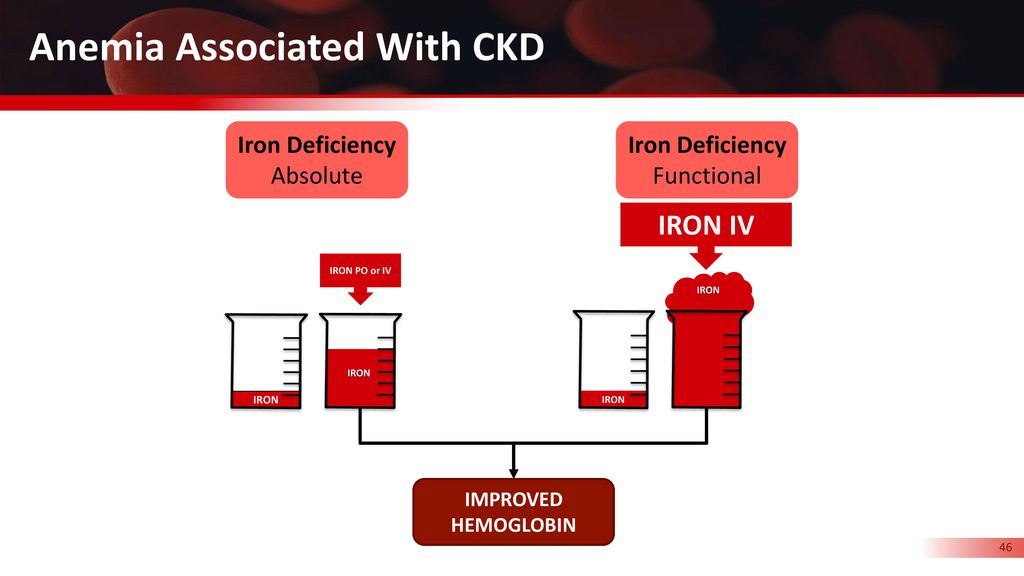 Anemia Associated With CKD
Iron Deficiency
Absolute
Iron Deficiency
Functional
IRON IV
IRON PO or IV
IRON
IRON
IRON
IRON
IMPROVED
HEMOGLOBIN
46